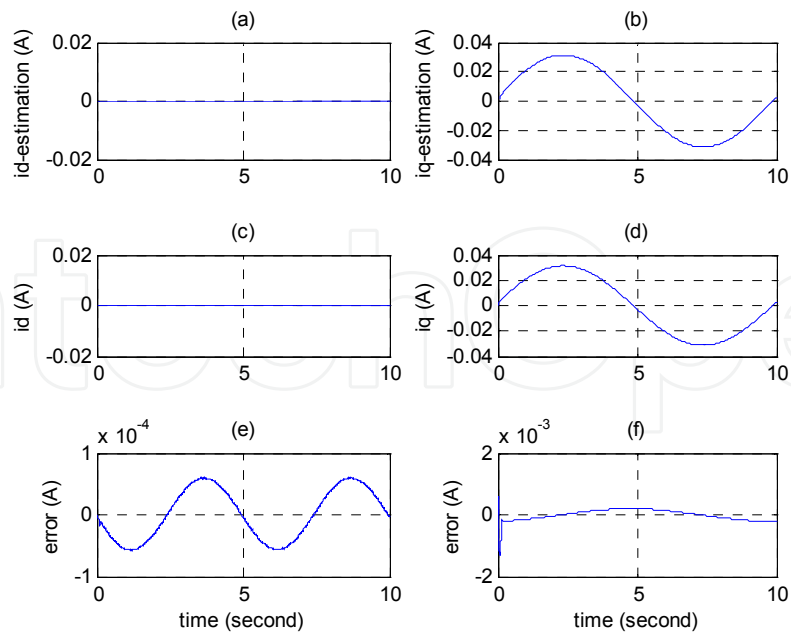 (a)
id-estimation (A)
0.02
0
-0.02
0 5 10
(b)
iq-estimation (A)
0.04
0.02
0
-0.02
-0.04
0 5 10
(c)
id (A)
0.02
0
-0.02
0 5 10
(d)
iq (A)
0.04
0.02
0
-0.02
-0.04
0 5 10
(e)
x 10-4
error (A)
1
0
-1
0 5 10
time (second)
(f)
x 10-3
error (A)
2
0
-2
0 5 10
time (second)